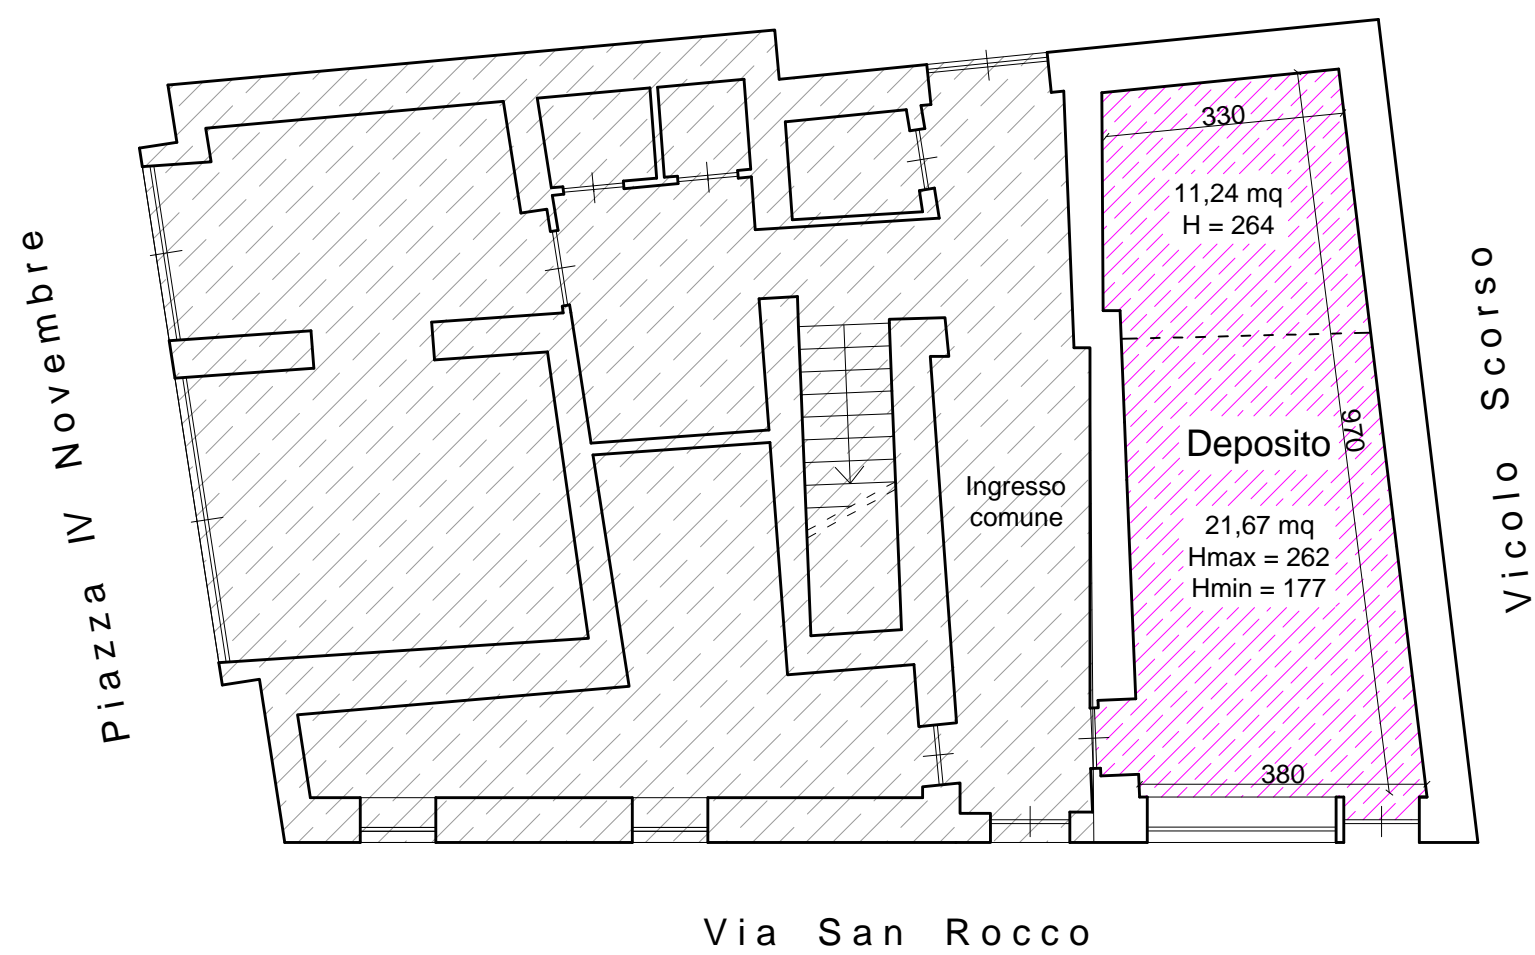 330
11,24 mq
H = 264
Piazza IV Novembre
Vicolo Scorso
970
Deposito
Ingresso
comune
21,67 mq
Hmax = 262
Hmin = 177
380
Via San Rocco